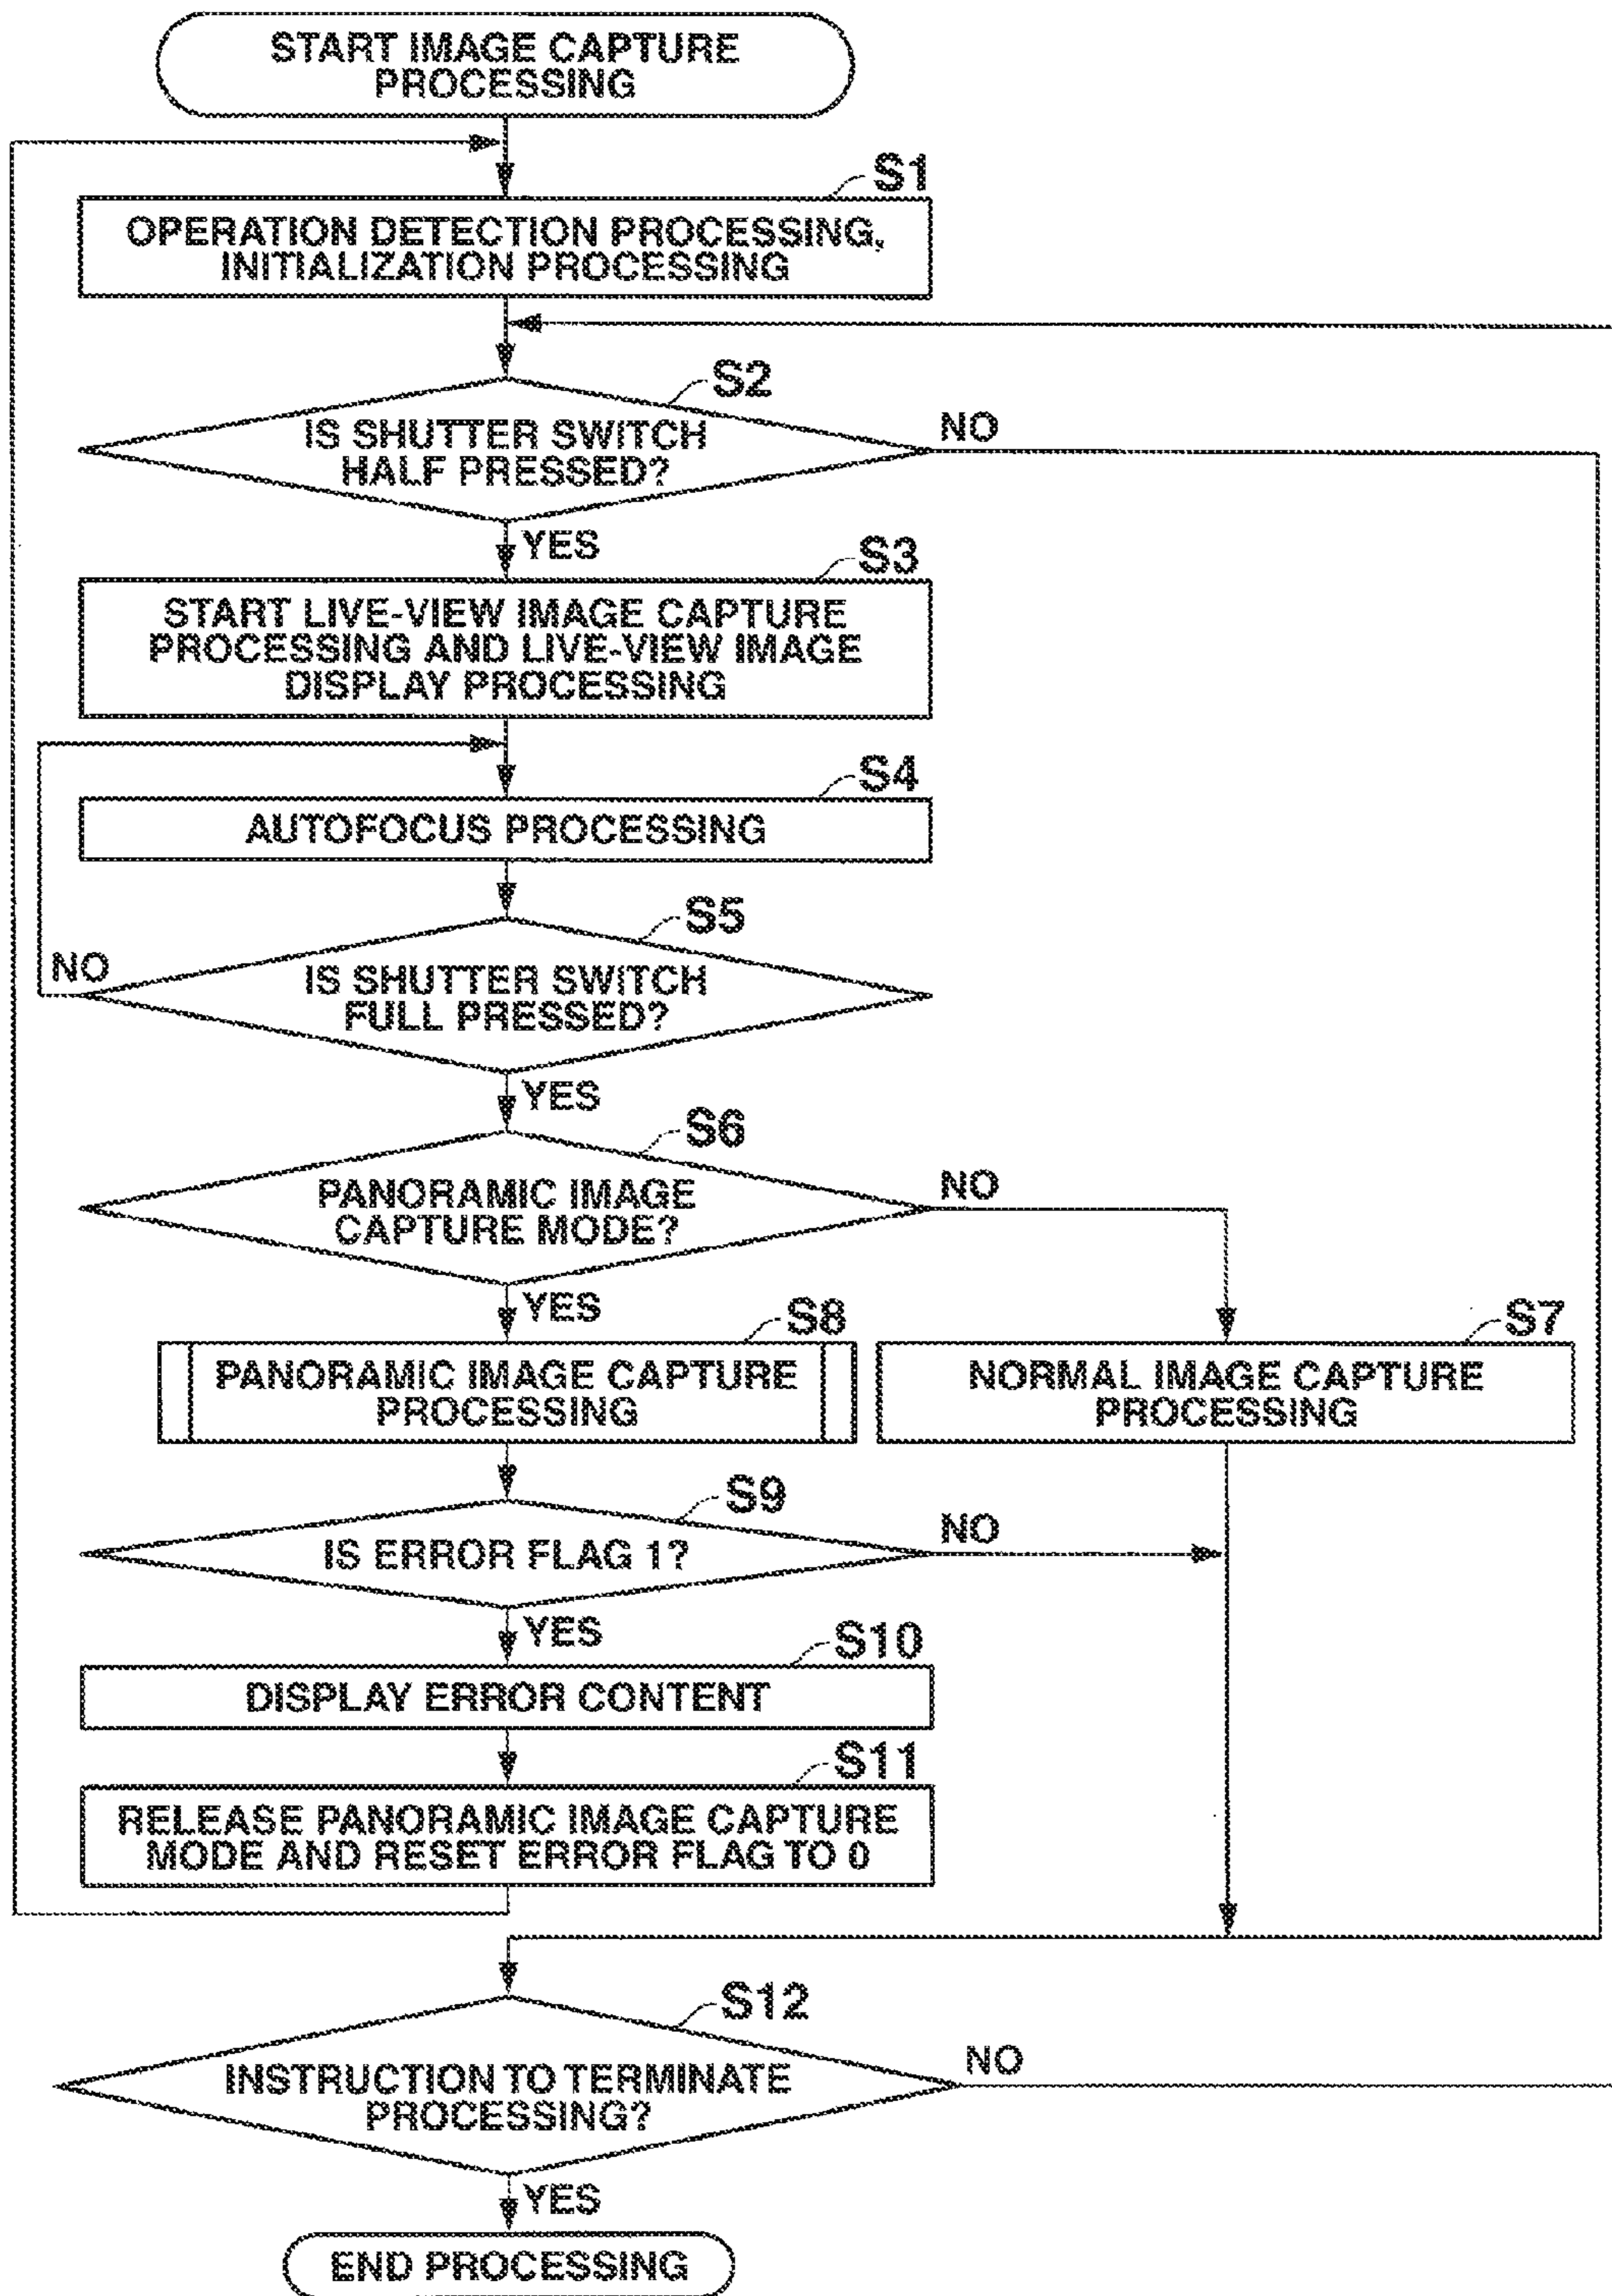 START IMAGE CAPTURE
PROCESSING
S1
OPERATION DETECTION PROCESSING,
INITIALIZATION PROCESSING
S2
IS SHUTTER SWITCH
HALF PRESSED?
NO
YES
S3
START LIVE-VIEW IMAGE CAPTURE
PROCESSING AND LIVE-VIEW IMAGE
DISPLAY PROCESSING
S4
AUTOFOCUS PROCESSING
S5
NO
IS SHUTTER SWITCH
FULL PRESSED?
YES
S6
PANORAMIC IMAGE
CAPTURE MODE?
NO
YES
S8
PANORAMIC IMAGE CAPTURE
PROCESSING
S7
NORMAL IMAGE CAPTURE
PROCESSING
S9
IS ERROR FLAG 1?
NO
YES
S10
DISPLAY ERROR CONTENT
S11
RELEASE PANORAMIC IMAGE CAPTURE
MODE AND RESET ERROR FLAG TO 0
S12
INSTRUCTION TO TERMINATE
PROCESSING?
NO
YES
END PROCESSING